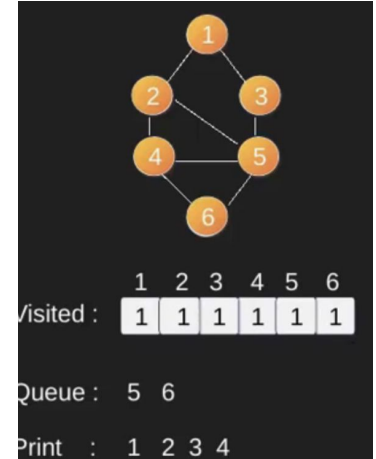 1
2 3
4 5
6
1 2 3 4 5 6
Visited : 1 1 1 1 1 1
Queue : 5 6
Print : 1 2 3 4